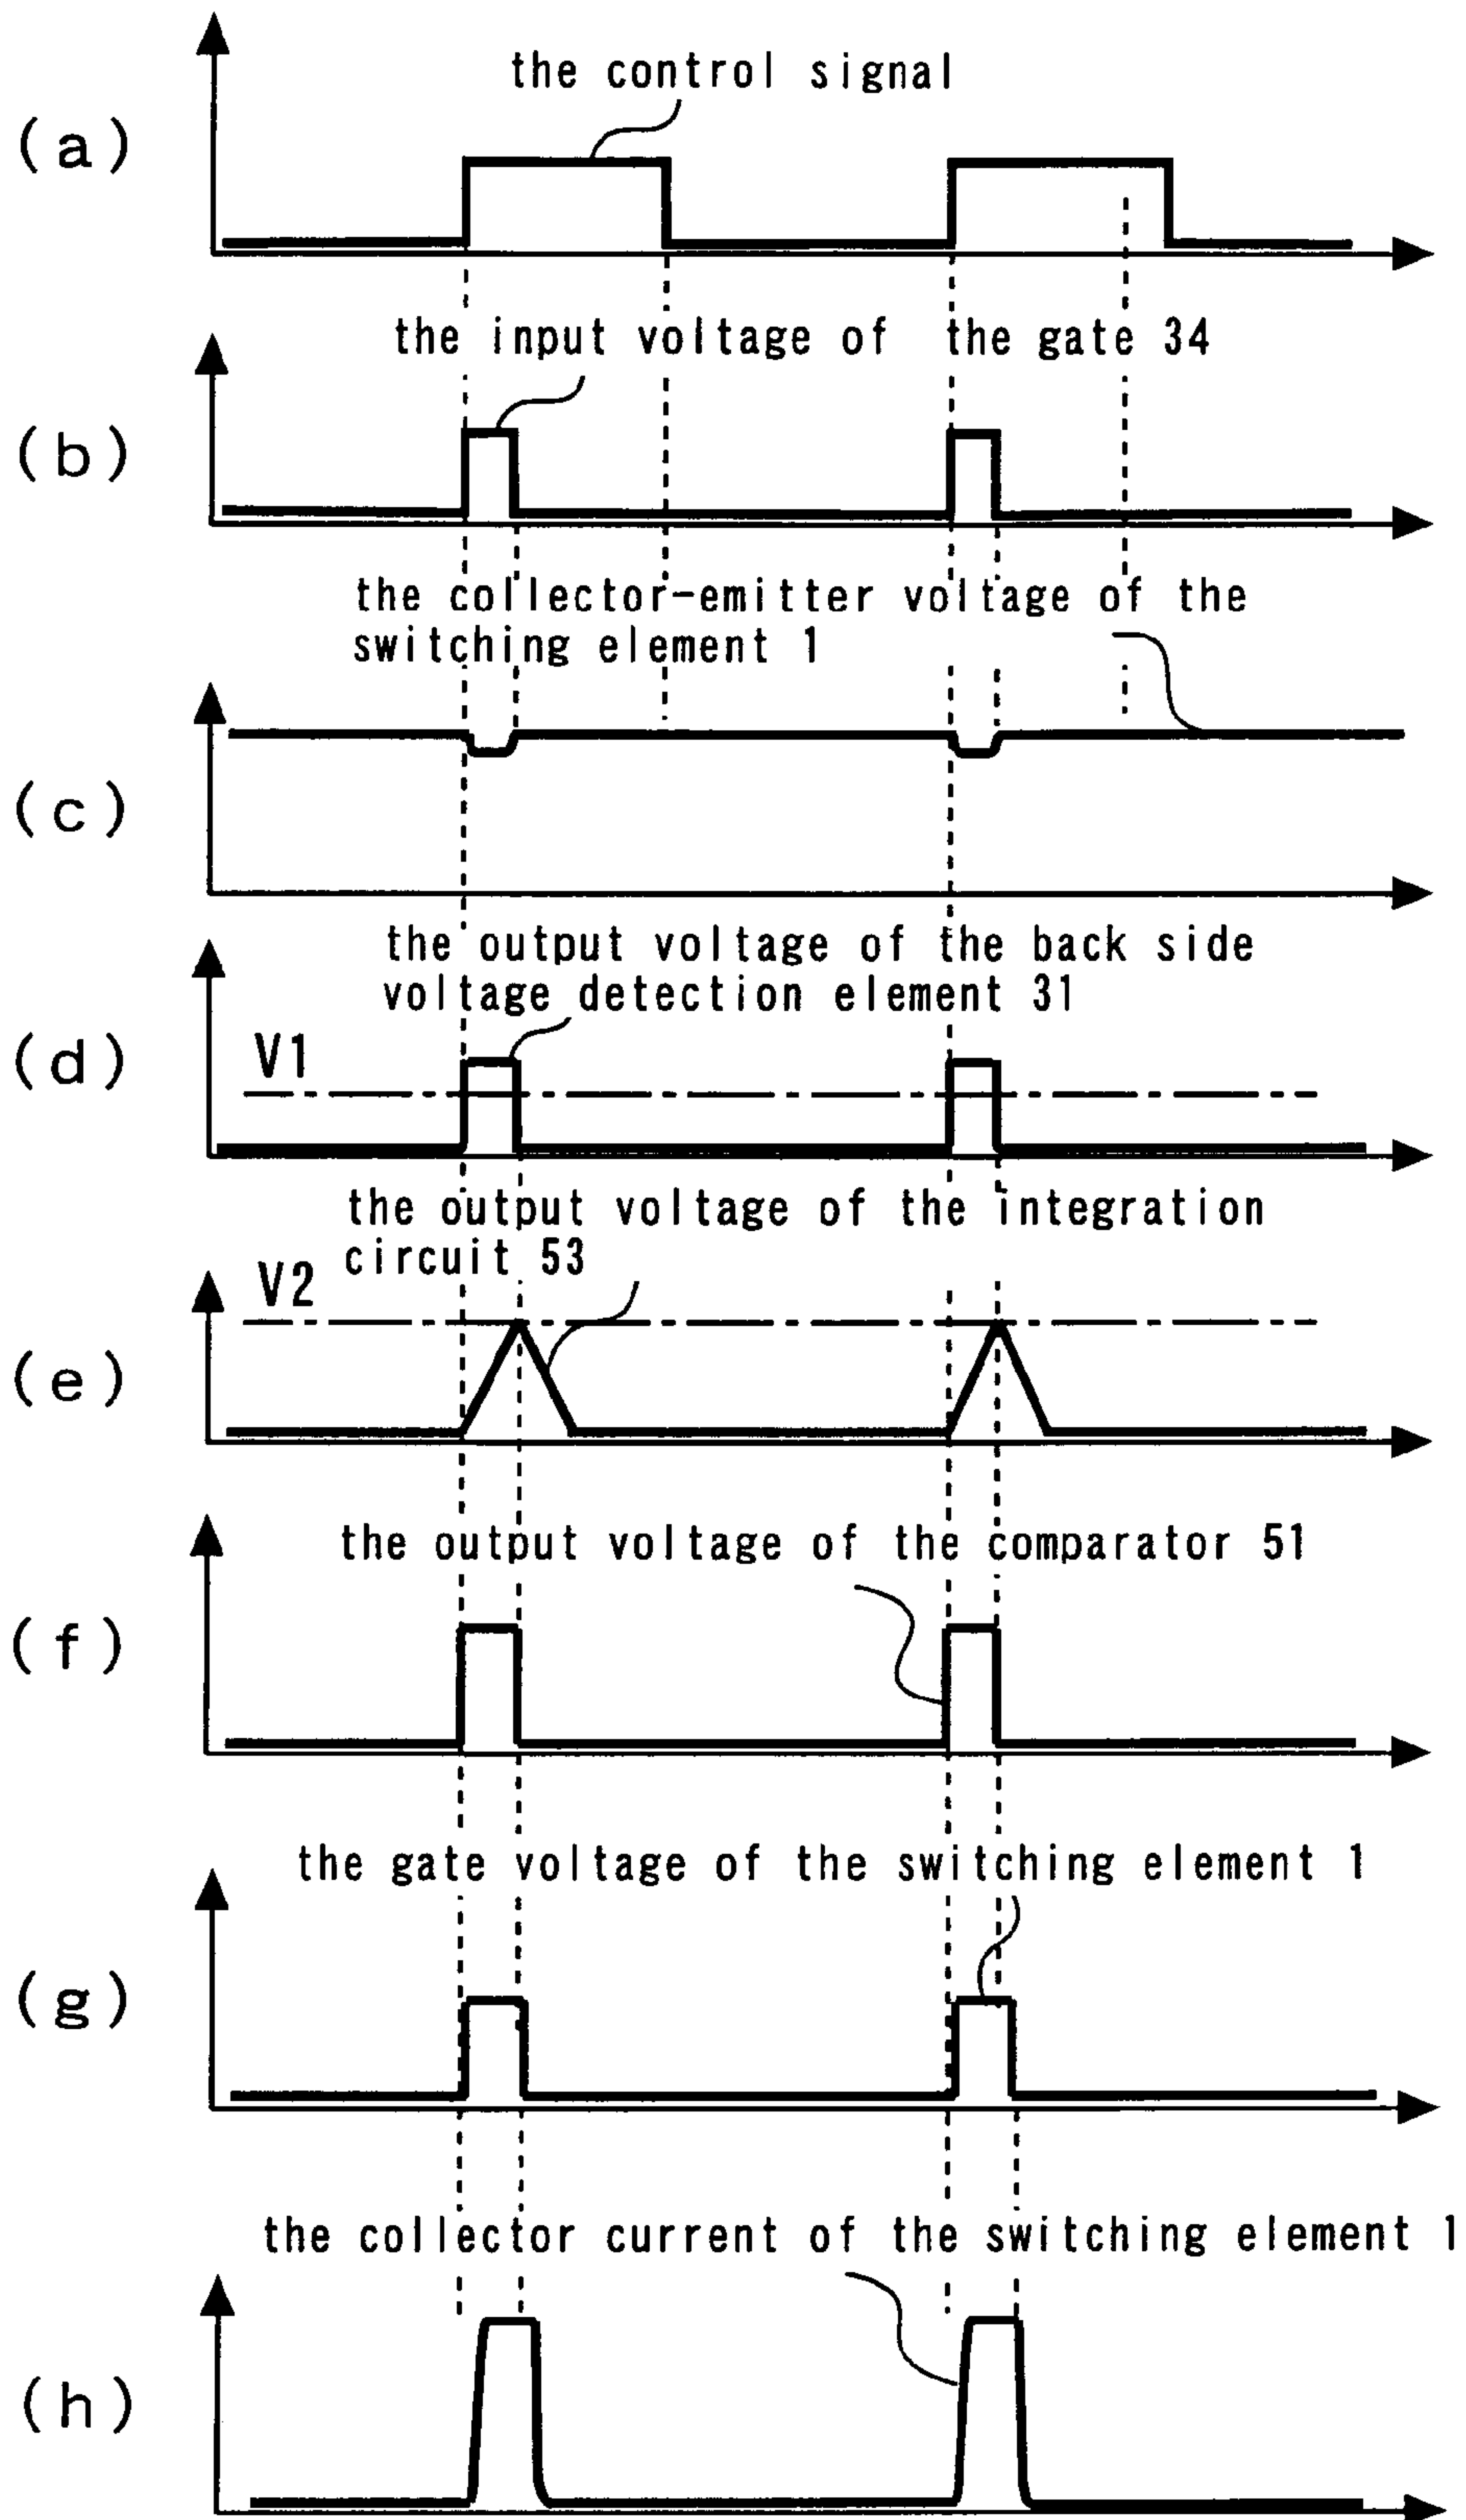 the control signal
(a)
the input voltage of the gate 34
(b)
the collector-emitter voltage of the
switching element 1
(c)
the output voltage of the back side
voltage detection element 31
V1
(d)
the output voltage of the integration
circuit 53
V2
(e)
the output voltage of the comparator 51
(f)
the gate voltage of the switching element 1
(g)
the collector current of the switching element 1
(h)